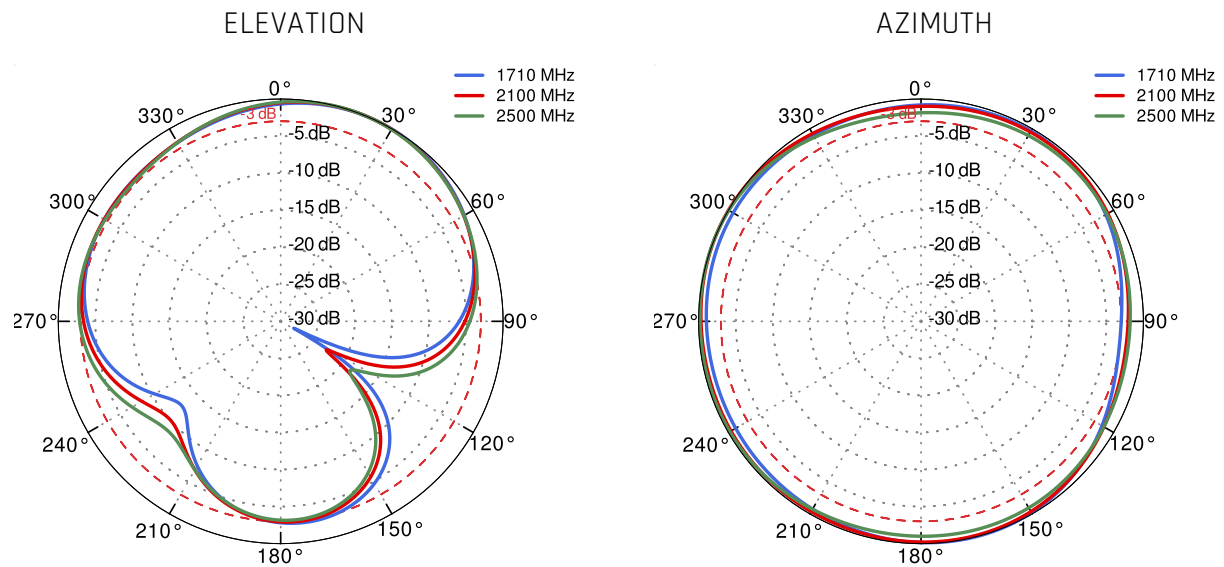 ELEVATION
AZIMUTH
1710 MHz
2100 MHz
2500 MHz
0°
30°
60°
90°
120°
150°
180°
210°
240°
270°
300°
330°
-3 dB
-5 dB
-10 dB
-15 dB
-20 dB
-25 dB
-30 dB
1710 MHz
2100 MHz
2500 MHz
0°
30°
60°
90°
120°
150°
180°
210°
240°
270°
300°
330°
-3 dB
-5 dB
-10 dB
-15 dB
-20 dB
-25 dB
-30 dB